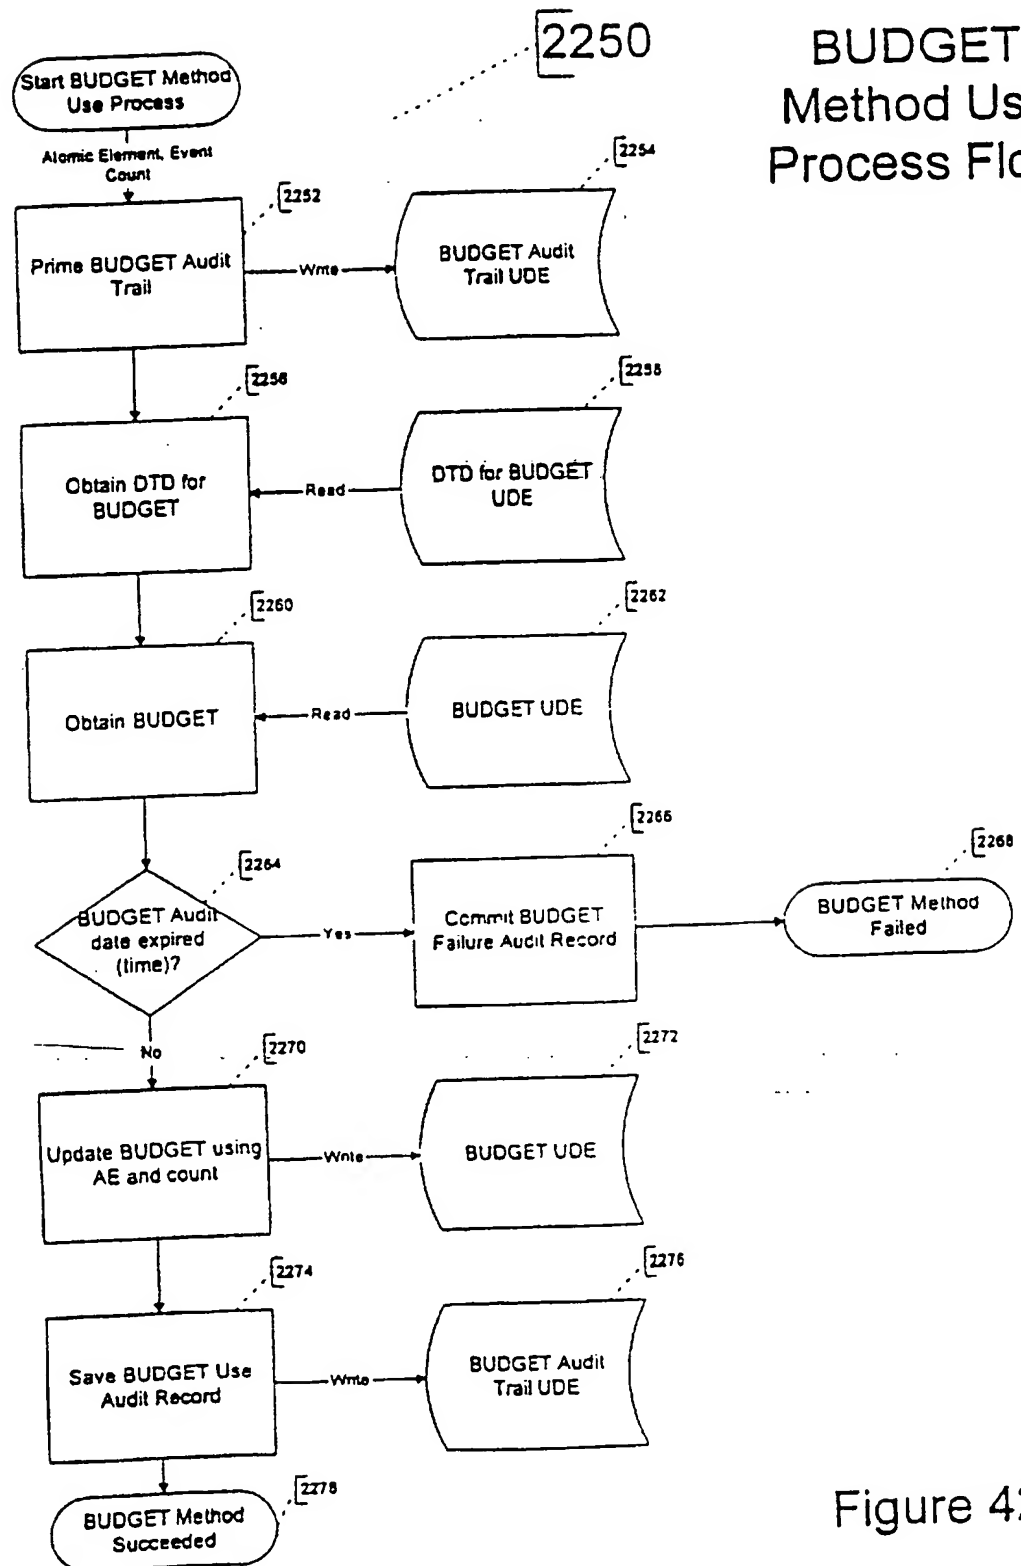 2250
BUDGET
Method Us
Process Flo
Start BUDGET Method
Use Process
Atomic Element, Event
Count
2252
Prime BUDGET Audit
Trail
Write
2254
BUDGET Audit
Trail UDE
2256
Obtain DTD for
BUDGET
Read
2258
DTD for BUDGET
UDE
2260
Obtain BUDGET
Read
2262
BUDGET UDE
2264
BUDGET Audit
date expired
(time)?
Yes
2266
Commit BUDGET
Failure Audit Record
2268
BUDGET Method
Failed
No
2270
Update BUDGET using
AE and count
Write
2272
BUDGET UDE
2274
Save BUDGET Use
Audit Record
Write
2276
BUDGET Audit
Trail UDE
2278
BUDGET Method
Succeeded
Figure 42